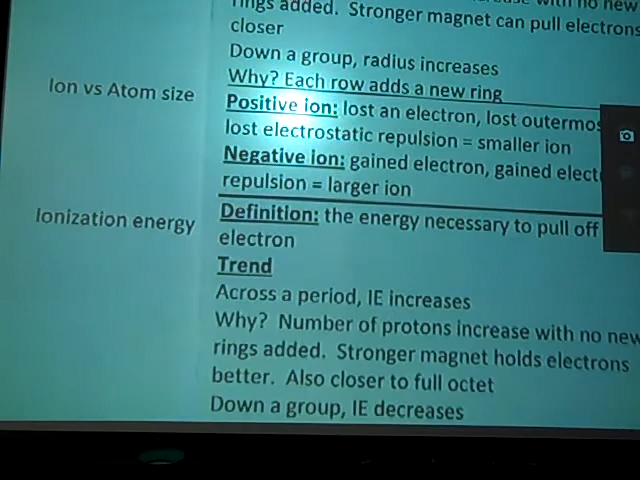 rings added. Stronger magnet can pull electrons
closer
Down a group, radius increases
Why? Each row adds a new ring
Ion vs Atom size
Positive ion: lost an electron, lost outermos
lost electrostatic repulsion = smaller ion
Negative ion: gained electron, gained elect
repulsion = larger ion
Ionization energy
Definition: the energy necessary to pull off
electron
Trend
Across a period, IE increases
Why? Number of protons increase with no new
rings added. Stronger magnet holds electrons
better. Also closer to full octet
Down a group, IE decreases